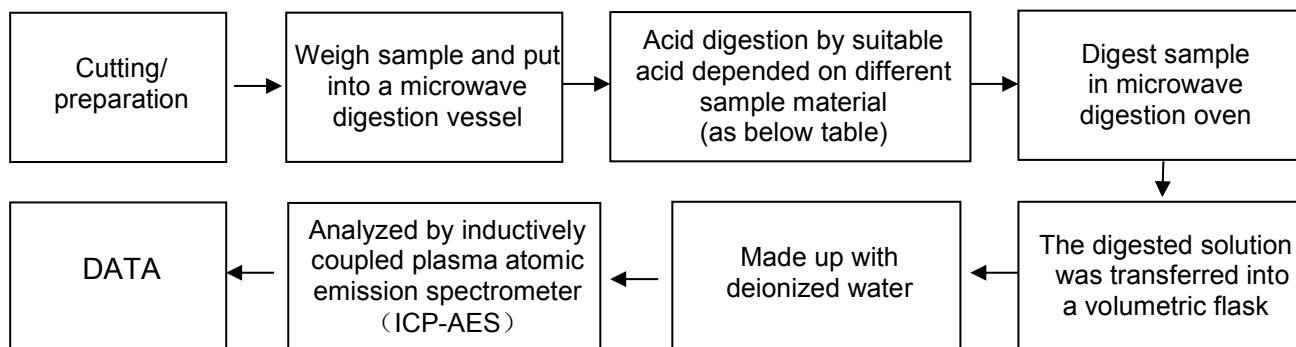 Cutting/
preparation
Weigh sample and put
into a microwave
digestion vessel
Acid digestion by suitable
acid depended on different
sample material
(as below table)
Digest sample
in microwave
digestion oven
The digested solution
was transferred into
a volumetric flask
Made up with
deionized water
Analyzed by inductively
coupled plasma atomic
emission spectrometer
（ICP-AES）
DATA